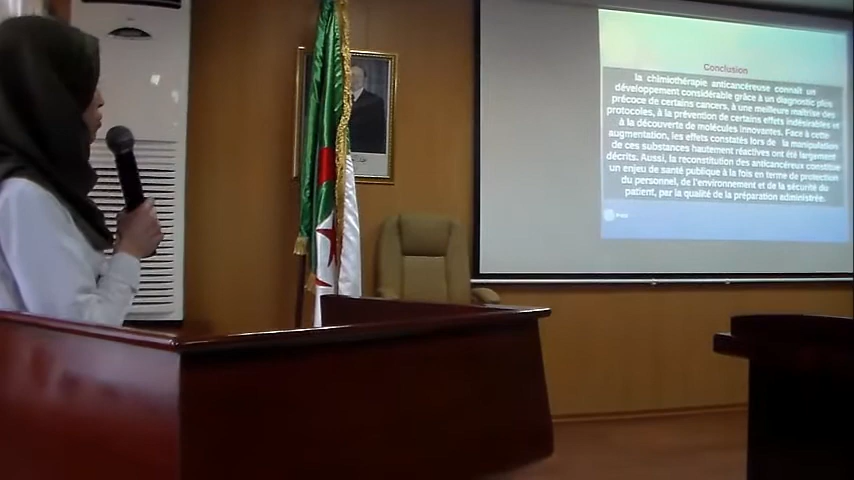 Conclusion
la chimiothérapie anticancéreuse connaît un
développement considérable grâce à un diagnostic plus
précoce de certains cancers, à une meilleure maîtrise des
protocoles, à la prévention de certains effets indésirables et
à la découverte de molécules innovantes. Face à cette
augmentation, les effets constatés lors de la manipulation
de ces substances hautement réactives ont été largement
décrits. Aussi, la reconstitution des anticancéreux constitue
un enjeu de santé publique à la fois en terme de protection
du personnel, de l'environnement et de la sécurité du
patient, par la qualité de la préparation administrée.